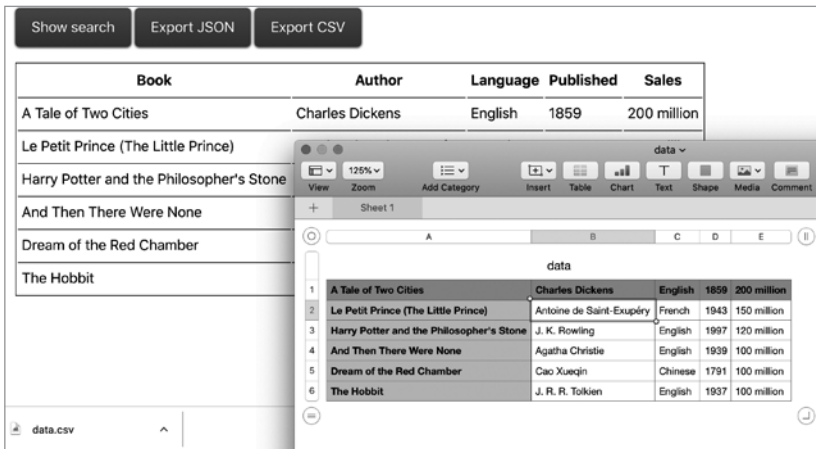 Show search Export JSON Export CSV
Book Author Language Published Sales
A Tale of Two Cities Charles Dickens English 1859 200 million
Le Petit Prince (The Little Prince)
Harry Potter and the Philosopher's Stone
And Then There Were None
Dream of the Red Chamber
The Hobbit
data.csv
data
125%
View Zoom Add Category Insert Table Chart Text Shape Media Comment
+ Sheet 1
A B C D E
data
1 A Tale of Two Cities Charles Dickens English 1859 200 million
2 Le Petit Prince (The Little Prince) Antoine de Saint-Exupéry French 1943 150 million
3 Harry Potter and the Philosopher's Stone J. K. Rowling English 1997 120 million
4 And Then There Were None Agatha Christie English 1939 100 million
5 Dream of the Red Chamber Cao Xueqin Chinese 1791 100 million
6 The Hobbit J. R. R. Tolkien English 1937 100 million